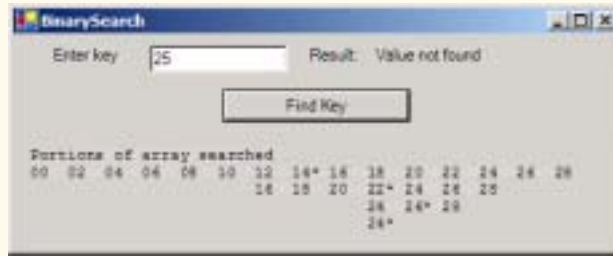 BinarySearch
Enter key 25 Result: Value not found
Find Key
Portions of array searched
00 02 04 06 08 10 12 14* 16 18 20 22 24 26 28
16 18 20 22* 24 26 28
24 26* 28
24*